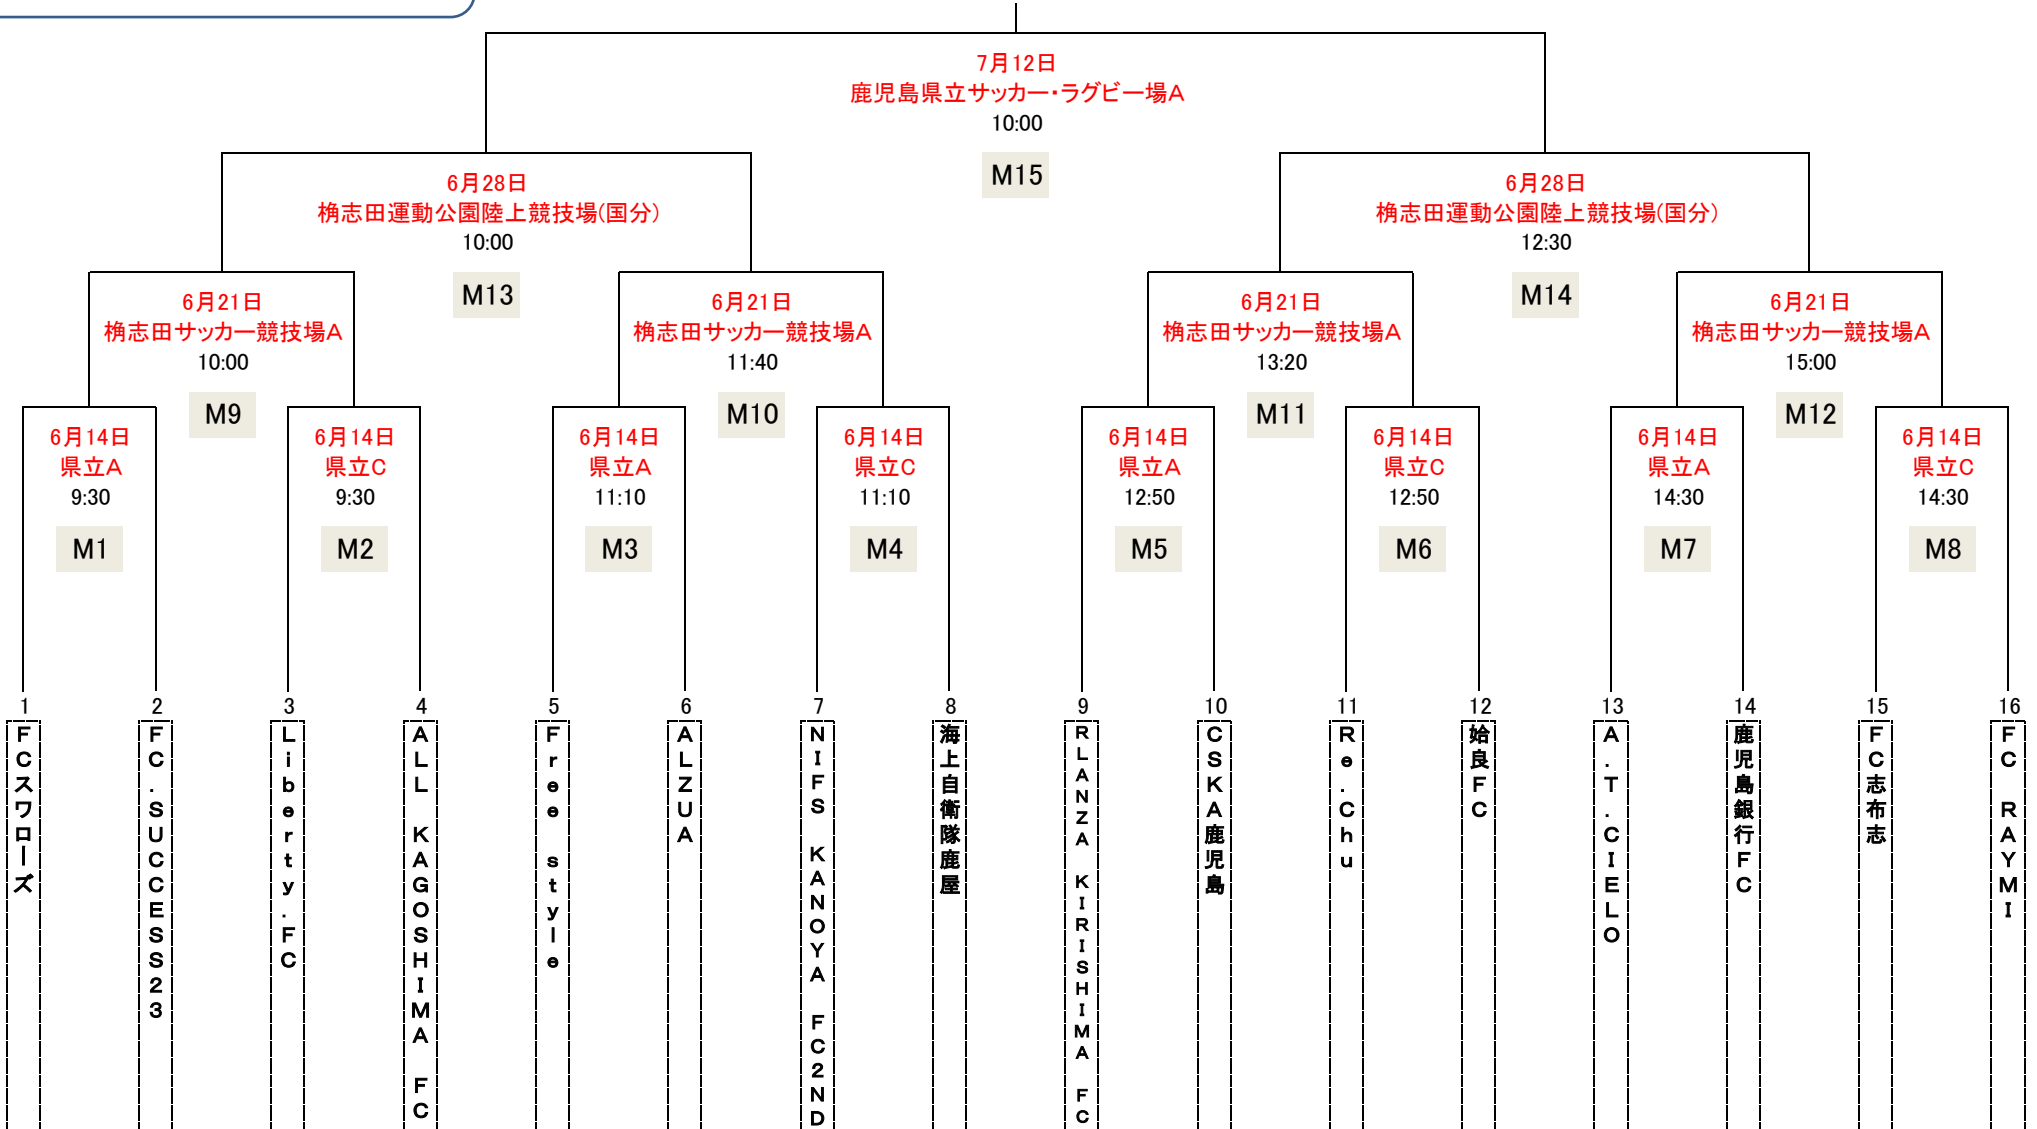 7月12日
鹿児島県立サッカー・ラグビー場A
10:00
M15
6月28日
桷志田運動公園陸上競技場(国分)
10:00
M13
6月28日
桷志田運動公園陸上競技場(国分)
12:30
M14
6月21日
桷志田サッカー競技場A
10:00
M9
6月21日
桷志田サッカー競技場A
11:40
M10
6月21日
桷志田サッカー競技場A
13:20
M11
6月21日
桷志田サッカー競技場A
15:00
M12
6月14日
県立A
9:30
M1
6月14日
県立C
9:30
M2
6月14日
県立A
11:10
M3
6月14日
県立C
11:10
M4
6月14日
県立A
12:50
M5
6月14日
県立C
12:50
M6
6月14日
県立A
14:30
M7
6月14日
県立C
14:30
M8
1
FCスワローズ
2
FC.SUCCESS23
3
Liberty.FC
4
ALL KAGOSHIMA FC
5
Free style
6
ALZUA
7
NIFS KANOYA FC2ND
8
海上自衛隊鹿屋
9
RLANZA KIRISHIMA FC
10
CSKA鹿児島
11
Re.Chu
12
姶良FC
13
A.T.CIELO
14
鹿児島銀行FC
15
FC志布志
16
FC RAYMI